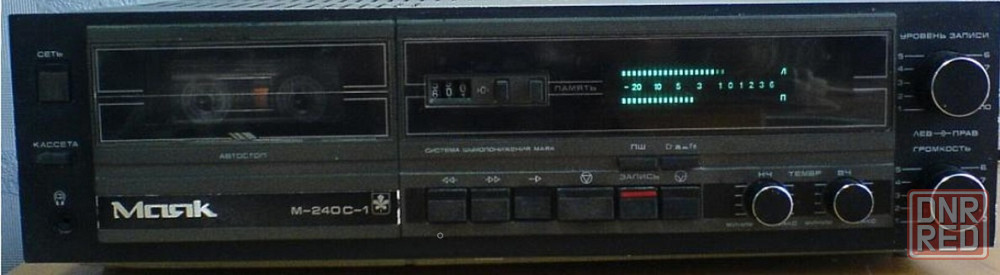 СЕТЬ
КАССЕТА
АВТОСТОП
Маяк
М-240С-1
ПАМЯТЬ
-20 10 5 3 1 0 1 2 3 6
Л
П
СИСТЕМА ШУМОПОНИЖЕНИЯ МАЯК
ПШ
ЗАПИСЬ
НЧ ТЕМБР ВЧ
УРОВЕНЬ ЗАПИСИ
ЛЕВ ПРАВ
ГРОМКОСТЬ
DNR
RED